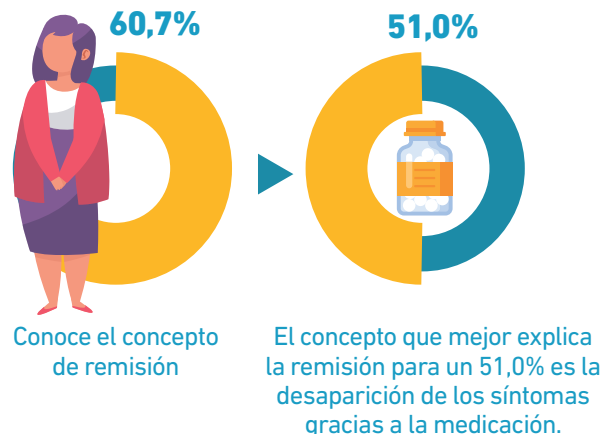 60,7%
51,0%
Conoce el concepto
de remisión
El concepto que mejor explica
la remisión para un 51,0% es la
desaparición de los síntomas
gracias a la medicación.